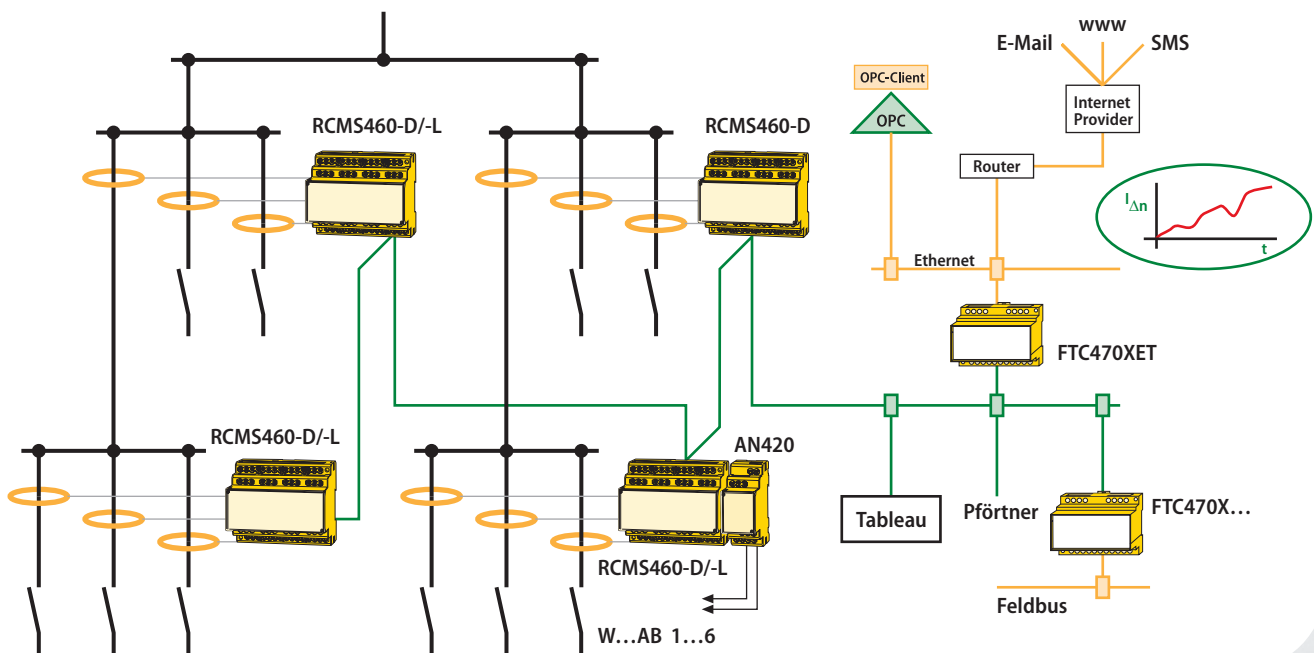 www
E-Mail
SMS
OPC-Client
OPC
Internet
Provider
RCMS460-D/-L
RCMS460-D
Router
I∆n
t
Ethernet
FTC470XET
RCMS460-D/-L
AN420
Tableau
Pförtner
FTC470X…
RCMS460-D/-L
Feldbus
W…AB 1…6